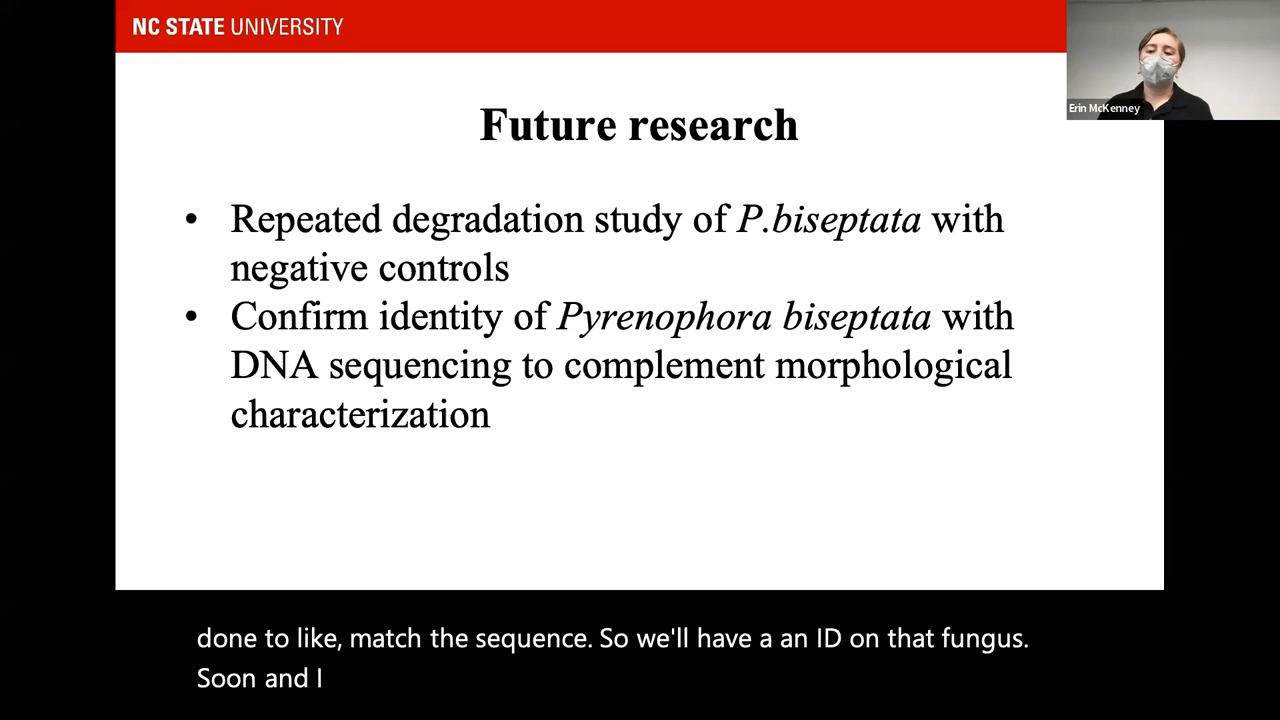 NC STATE UNIVERSITY
Erin McKenney
Future research
• Repeated degradation study of P.biseptata with
negative controls
• Confirm identity of Pyrenophora biseptata with
DNA sequencing to complement morphological
characterization
done to like, match the sequence. So we'll have a an ID on that fungus.
Soon and I